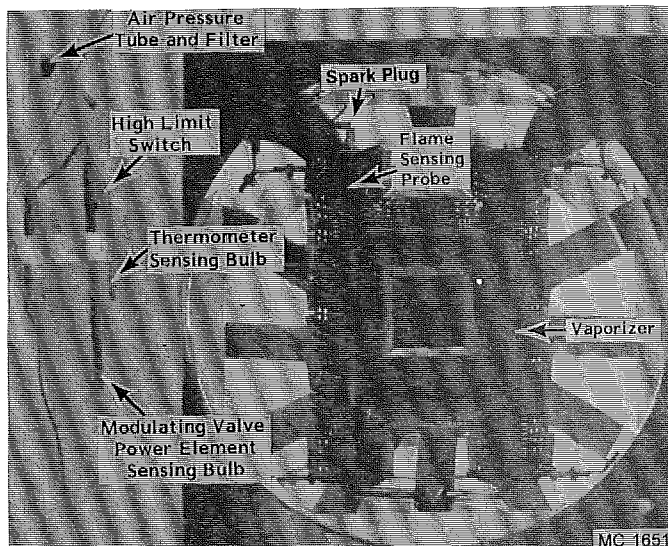 Air Pressure
Tube and Filter
Spark Plug
High Limit
Switch
Flame
Sensing
Probe
Thermometer
Sensing Bulb
Vaporizer
Modulating Valve
Power Element
Sensing Bulb
MC 1651